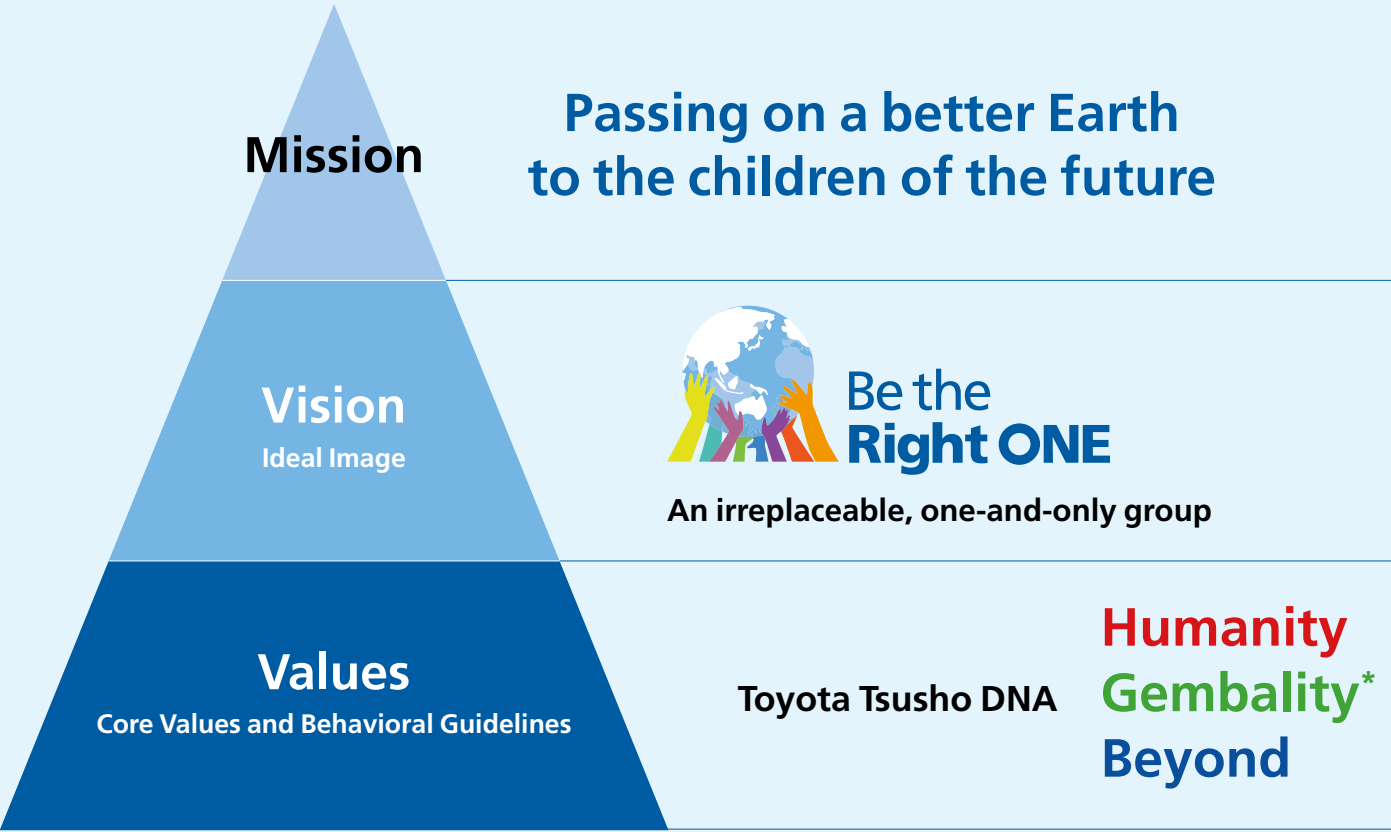 Mission
Passing on a better Earth
to the children of the future
Vision
Ideal Image
Be the
Right ONE
An irreplaceable, one-and-only group
Values
Core Values and Behavioral Guidelines
Toyota Tsusho DNA
Humanity
Gembality*
Beyond